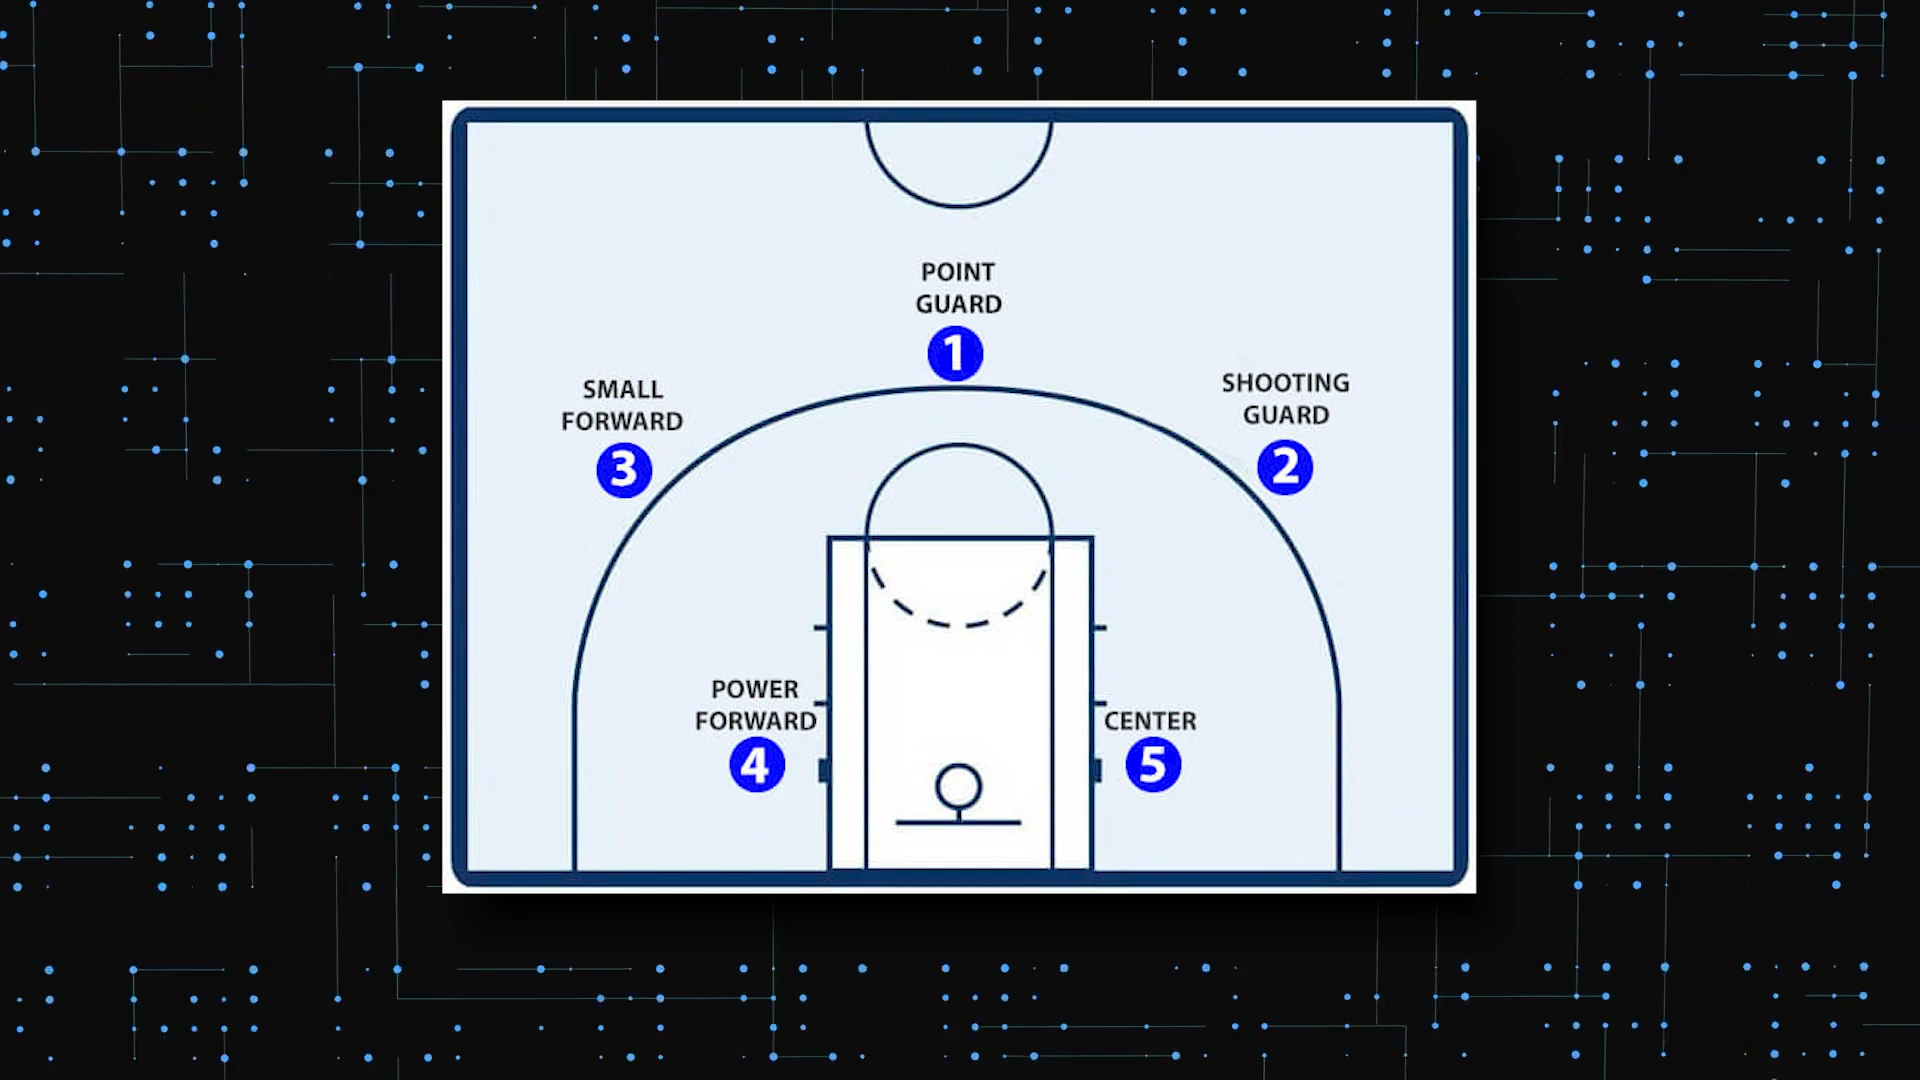 POINT
GUARD
1
SMALL
FORWARD
3
SHOOTING
GUARD
2
POWER
FORWARD
4
CENTER
5